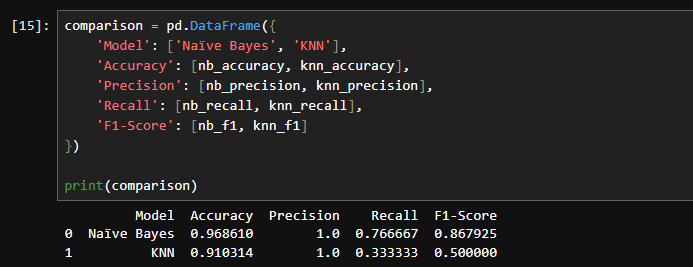 [15]: comparison = pd.DataFrame({
    'Model': ['Naïve Bayes', 'KNN'],
    'Accuracy': [nb_accuracy, knn_accuracy],
    'Precision': [nb_precision, knn_precision],
    'Recall': [nb_recall, knn_recall],
    'F1-Score': [nb_f1, knn_f1]
})
print(comparison)
Model Accuracy Precision Recall F1-Score
0 Naïve Bayes 0.968610 1.0 0.766667 0.867925
1 KNN 0.910314 1.0 0.333333 0.500000